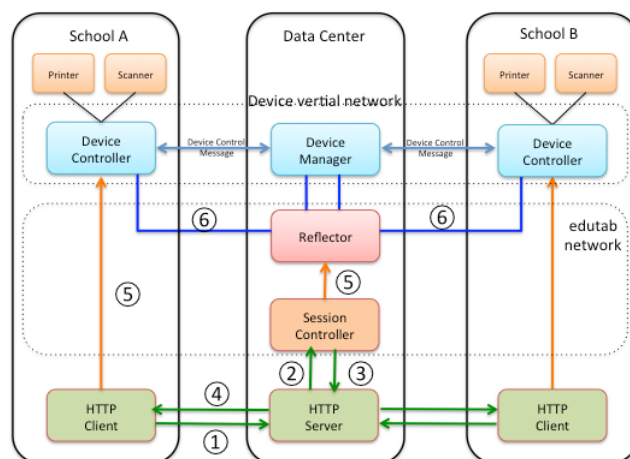 School A
Data Center
School B
Printer
Scanner
Printer
Scanner
Device vertial network
Device
Controller
Device Control
Message
Device
Manager
Device Control
Message
Device
Controller
⑥
Reflector
⑥
edutab
network
⑤
⑤
Session
Controller
②
③
④
HTTP
Client
HTTP
Server
HTTP
Client
①